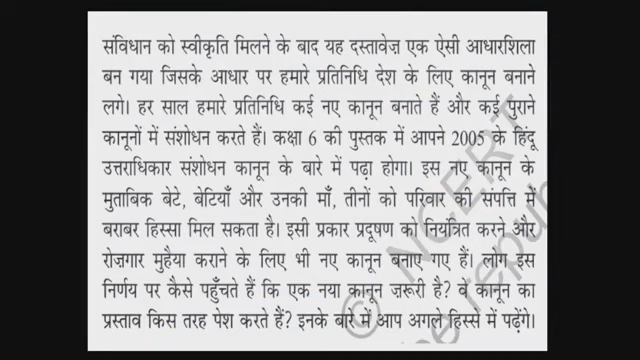 संविधान को स्वीकृति मिलने के बाद यह दस्तावेज़ एक ऐसी आधारशिला
बन गया जिसके आधार पर हमारे प्रतिनिधि देश के लिए कानून बनाने
लगे। हर साल हमारे प्रतिनिधि कई नए कानून बनाते हैं और कई पुराने
कानूनों में संशोधन करते हैं। कक्षा 6 की पुस्तक में आपने 2005 के हिंदू
उत्तराधिकार संशोधन कानून के बारे में पढ़ा होगा। इस नए कानून के
मुताबिक बेटे, बेटियाँ और उनकी माँ, तीनों को परिवार की संपत्ति में
बराबर हिस्सा मिल सकता है। इसी प्रकार प्रदूषण को नियंत्रित करने और
रोज़गार मुहैया कराने के लिए भी नए कानून बनाए गए हैं। लोग इस
निर्णय पर कैसे पहुँचते हैं कि एक नया कानून ज़रूरी है? वे कानून का
प्रस्ताव किस तरह पेश करते हैं? इनके बारे में आप अगले हिस्से में पढ़ेंगे।
© NCERT
be republ